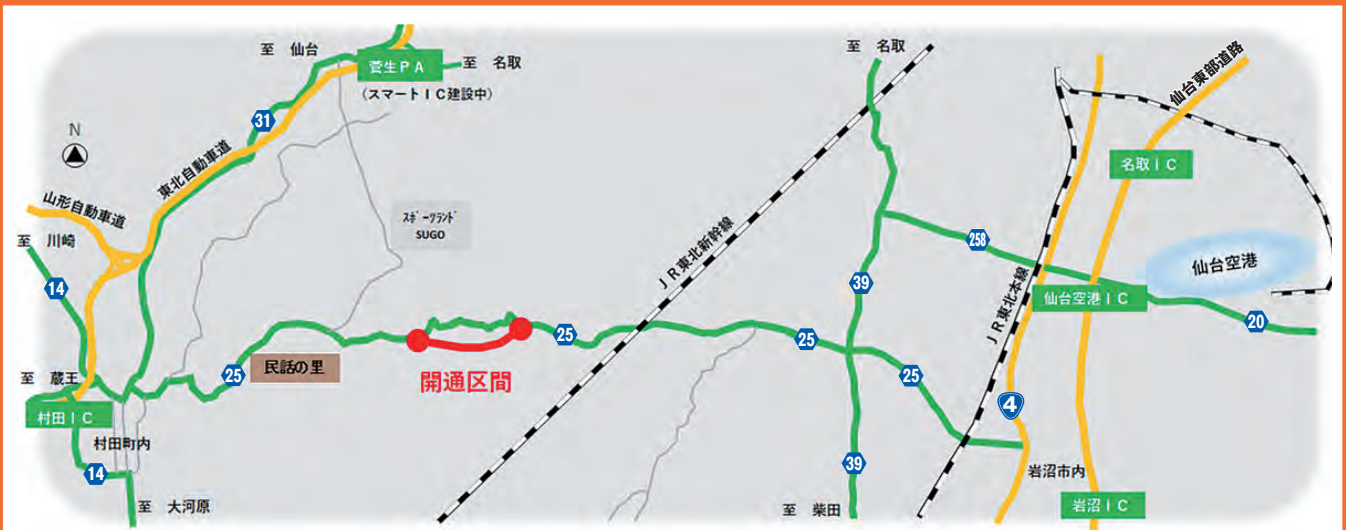 至 仙台
菅生PA
至 名取
(スマートIC建設中)
至 名取
仙台東部道路
31
N
東北自動車道
名取IC
山形自動車道
スポーツランド
SUGO
至 川崎
JR東北新幹線
258
仙台空港
14
39
JR東北本線
仙台空港IC
20
25
25
民話の里
25
開通区間
25
至 蔵王
4
村田IC
村田町内
14
39
岩沼市内
至 大河原
至 柴田
岩沼IC